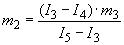 m₂ = (I₃ − I₄) · m₃ / (I₅ − I₃)